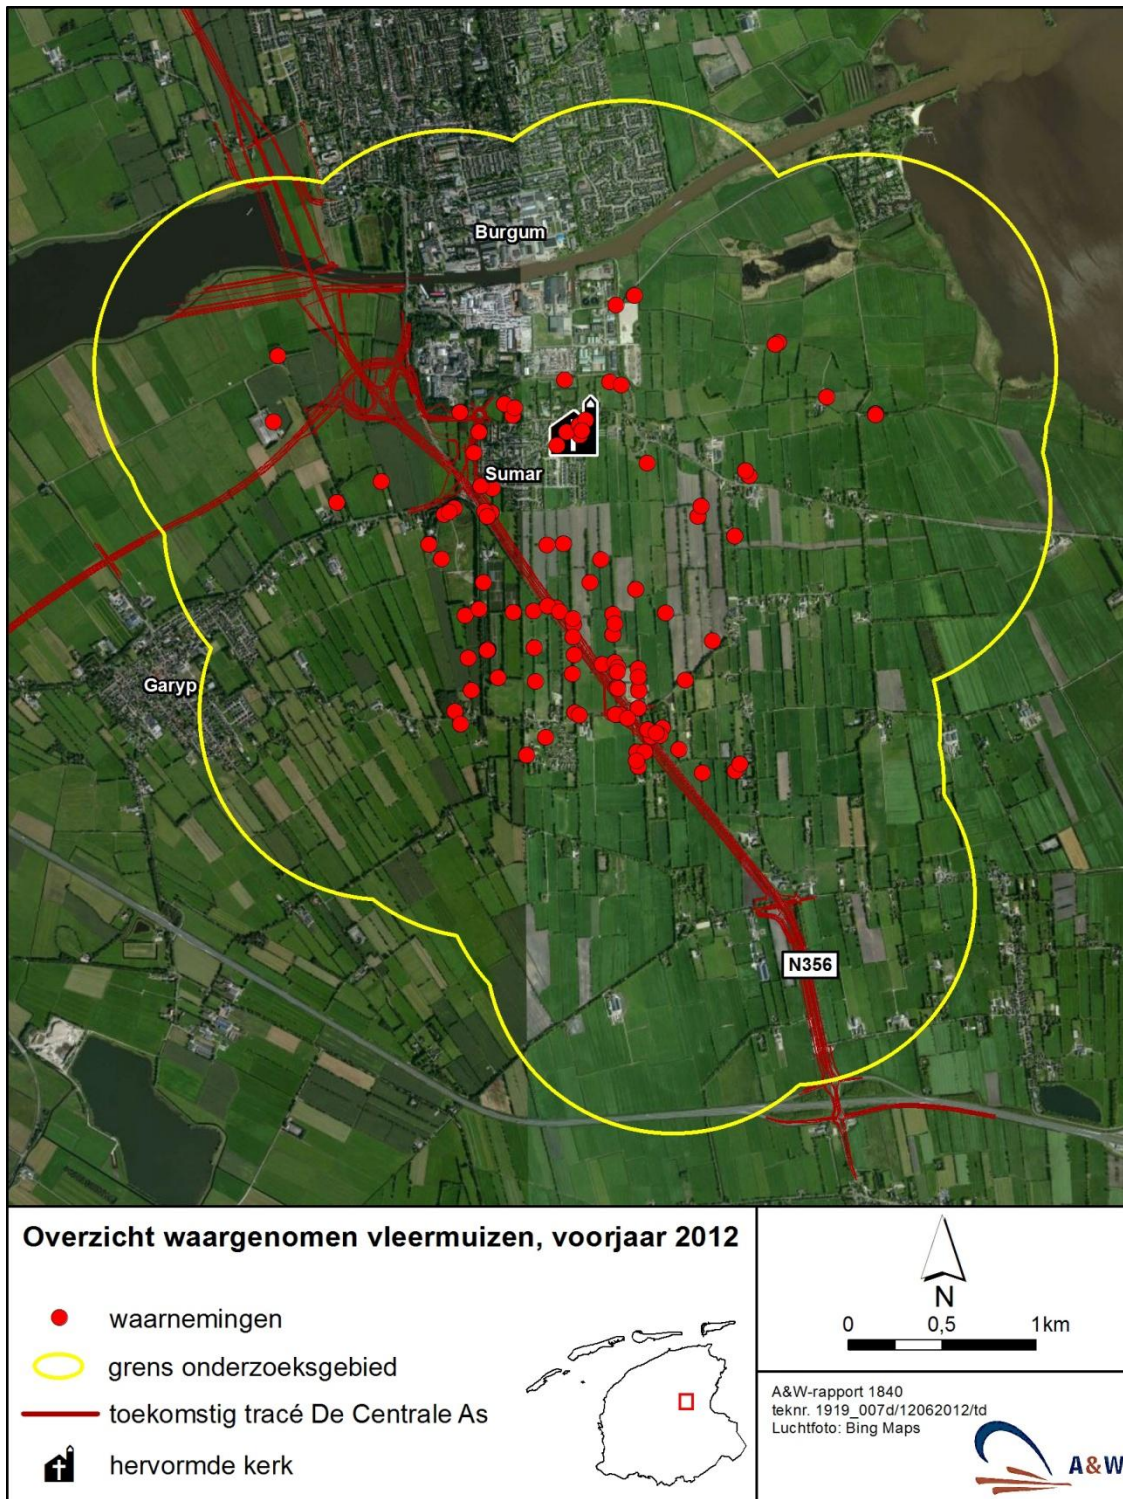 Burgum
Sumar
Garyp
N356
Overzicht waargenomen vleermuizen, voorjaar 2012
waarnemingen
grens onderzoeksgebied
toekomstig tracé De Centrale As
hervormde kerk
N
0 0,5 1km
A&W-rapport 1840
teknr. 1919_007d/12062012/td
Luchtfoto: Bing Maps
A&W